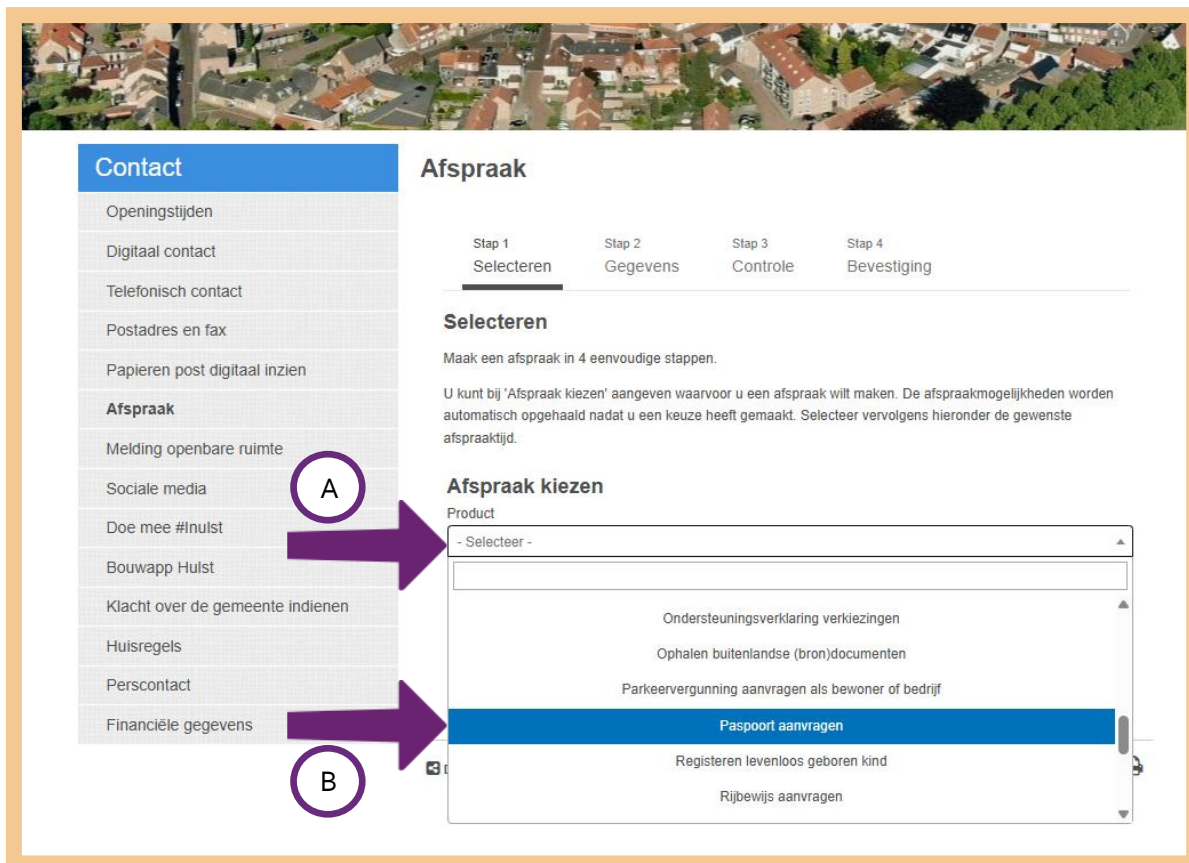 Contact
Openingstijden
Digitaal contact
Telefonisch contact
Postadres en fax
Papieren post digitaal inzien
Afspraak
Melding openbare ruimte
Sociale media
Doe mee #Inulst
Bouwapp Hulst
Klacht over de gemeente indienen
Huisregels
Perscontact
Financiële gegevens
A
B
Afspraak
Stap 1
Selecteren
Stap 2
Gegevens
Stap 3
Controle
Stap 4
Bevestiging
Selecteren
Maak een afspraak in 4 eenvoudige stappen.
U kunt bij 'Afspraak kiezen' aangeven waarvoor u een afspraak wilt maken. De afspraakmogelijkheden worden
automatisch opgehaald nadat u een keuze heeft gemaakt. Selecteer vervolgens hieronder de gewenste
afspraaktijd.
Afspraak kiezen
Product
- Selecteer -
Ondersteuningsverklaring verkiezingen
Ophalen buitenlandse (bron)documenten
Parkeervergunning aanvragen als bewoner of bedrijf
Paspoort aanvragen
Registeren levenloos geboren kind
Rijbewijs aanvragen